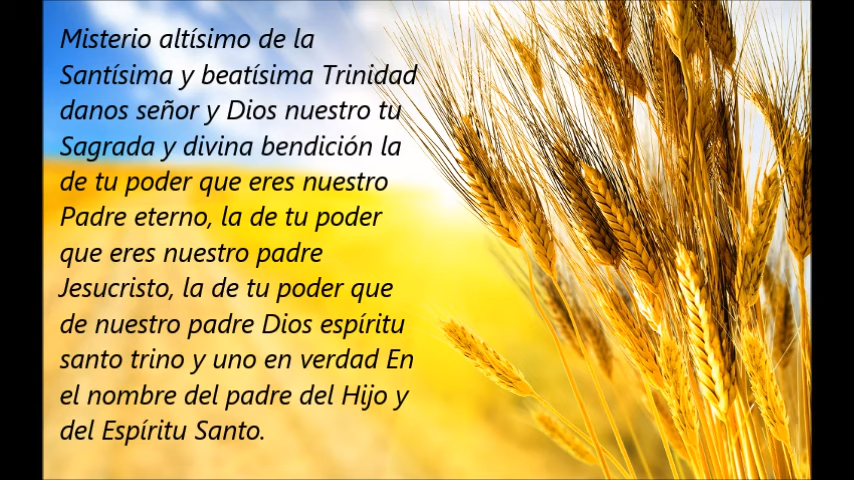 Misterio altísimo de la
Santísima y beatísima Trinidad
danos señor y Dios nuestro tu
Sagrada y divina bendición la
de tu poder que eres nuestro
Padre eterno, la de tu poder
que eres nuestro padre
Jesucristo, la de tu poder que
de nuestro padre Dios espíritu
santo trino y uno en verdad En
el nombre del padre del Hijo y
del Espíritu Santo.